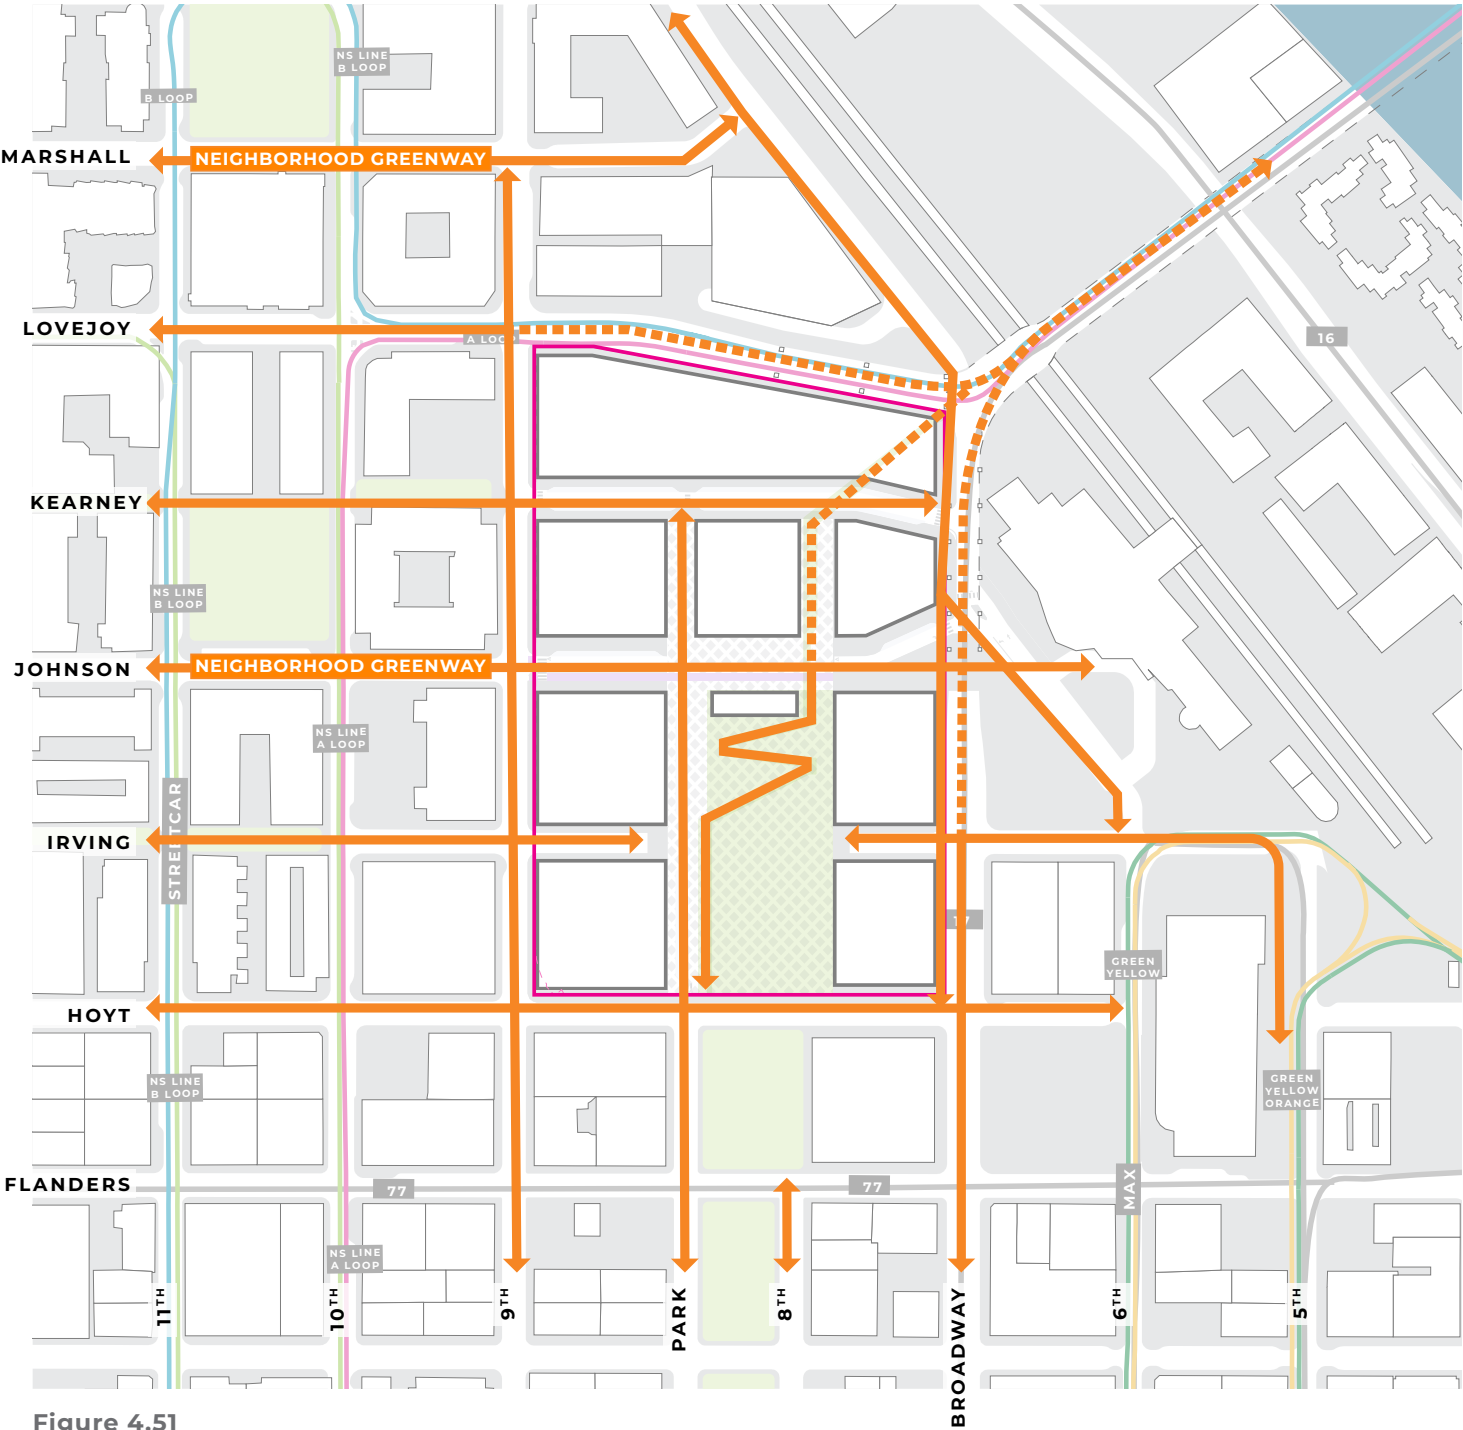 NS LINE
B LOOP
B LOOP
MARSHALL
NEIGHBORHOOD GREENWAY
LOVEJOY
A LOOP
16
KEARNEY
NS LINE
B LOOP
JOHNSON
NEIGHBORHOOD GREENWAY
NS LINE
A LOOP
STREETCAR
IRVING
17
GREEN
YELLOW
HOYT
NS LINE
B LOOP
GREEN
YELLOW
ORANGE
FLANDERS
77
77
MAX
NS LINE
A LOOP
11TH
10TH
9TH
PARK
8TH
BROADWAY
6TH
5TH
Figure 4.51